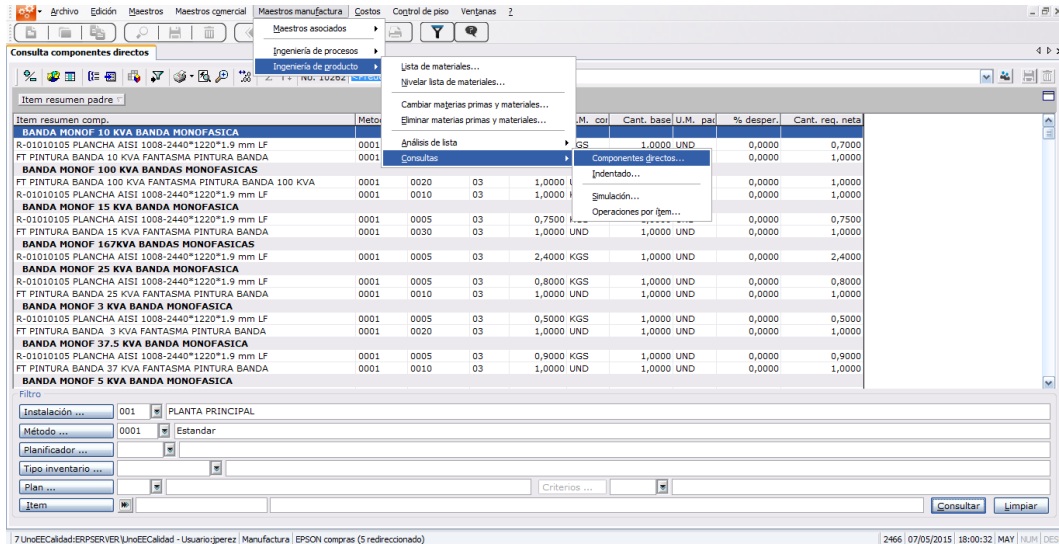 Archivo Edición Maestros Maestros comercial Maestros manufactura Costos Control de piso Ventanas ?
Maestros asociados
Ingeniería de procesos
Ingeniería de producto
Consulta componentes directos
No. 10262
Lista de materiales...
Nivelar lista de materiales...
Cambiar materias primas y materiales...
Eliminar materias primas y materiales...
Análisis de lista
Consultas
Componentes directos...
Indentado...
Simulación...
Operaciones por ítem...
Item resumen padre
Item resumen comp. Cant. base U.M. % desper. Cant. req. neta
BANDA MONOF 10 KVA BANDA MONOFASICA
R-01010105 PLANCHA AISI 1008-2440*1220*1.9 mm LF 0001 KGS 1,0000 UND 0,0000 0,7000
FT PINTURA BANDA 10 KVA FANTASMA PINTURA BANDA 0001 0,0000 1,0000
BANDA MONOF 100 KVA BANDAS MONOFASICAS
FT PINTURA BANDA 100 KVA FANTASMA PINTURA BANDA 100 KVA 0001 0020 03 1,0000 0,0000 1,0000
R-01010105 PLANCHA AISI 1008-2440*1220*1.9 mm LF 0001 0010 03 1,0000 0,0000 1,0000
BANDA MONOF 15 KVA BANDA MONOFASICA
R-01010105 PLANCHA AISI 1008-2440*1220*1.9 mm LF 0001 0005 03 0,7500 0,0000 0,7500
FT PINTURA BANDA 15 KVA FANTASMA PINTURA BANDA 0001 0030 03 1,0000 UND 1,0000 UND 0,0000 1,0000
BANDA MONOF 167KVA BANDAS MONOFASICAS
R-01010105 PLANCHA AISI 1008-2440*1220*1.9 mm LF 0001 0005 03 2,4000 KGS 1,0000 UND 0,0000 2,4000
BANDA MONOF 25 KVA BANDA MONOFASICA
R-01010105 PLANCHA AISI 1008-2440*1220*1.9 mm LF 0001 0005 03 0,8000 KGS 1,0000 UND 0,0000 0,8000
FT PINTURA BANDA 25 KVA FANTASMA PINTURA BANDA 0001 0010 03 1,0000 UND 1,0000 UND 0,0000 1,0000
BANDA MONOF 3 KVA BANDA MONOFASICA
R-01010105 PLANCHA AISI 1008-2440*1220*1.9 mm LF 0001 0005 03 0,5000 KGS 1,0000 UND 0,0000 0,5000
FT PINTURA BANDA 3 KVA FANTASMA PINTURA BANDA 0001 0020 03 1,0000 UND 1,0000 UND 0,0000 1,0000
BANDA MONOF 37.5 KVA BANDA MONOFASICA
R-01010105 PLANCHA AISI 1008-2440*1220*1.9 mm LF 0001 0005 03 0,9000 KGS 1,0000 UND 0,0000 0,9000
FT PINTURA BANDA 37 KVA FANTASMA PINTURA BANDA 0001 0010 03 1,0000 UND 1,0000 UND 0,0000 1,0000
BANDA MONOF 5 KVA BANDA MONOFASICA
Filtro
Instalación ... 001 PLANTA PRINCIPAL
Método ... 0001 Estandar
Planificador ...
Tipo inventario ...
Plan ... Criterios ...
Item Consultar Limpiar
7 UnoEECalidad:ERPSERVER\UnoEECalidad - Usuario:jperez Manufactura EPSON compras (5 redireccionado) 2466 07/05/2015 18:00:32 MAY NUM DES